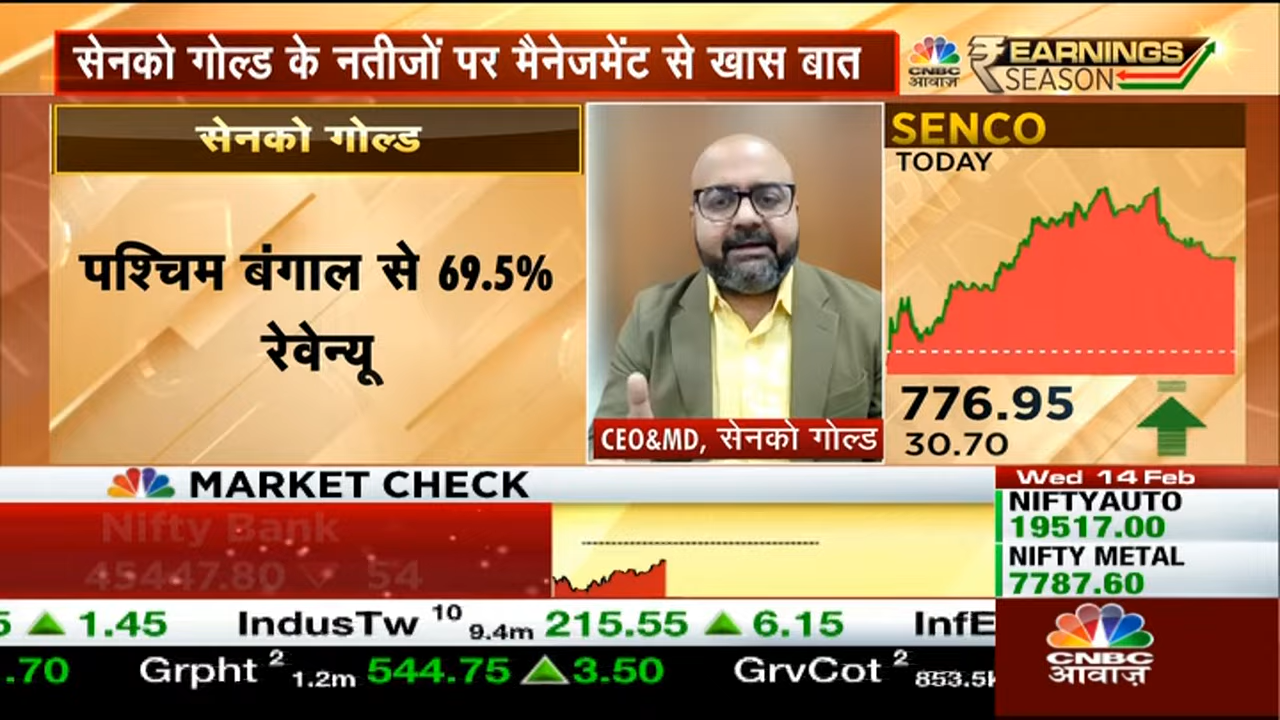 सेनको गोल्ड के नतीजों पर मैनेजमेंट से खास बात
CNBC
आवाज़
₹ EARNINGS
SEASON
सेनको गोल्ड
पश्चिम बंगाल से 69.5%
रेवेन्यू
CEO&MD, सेनको गोल्ड
SENCO
TODAY
776.95
30.70
MARKET CHECK
Nifty Bank
45447.80 ▽ 54
Wed 14 Feb
NIFTYAUTO
19517.00
NIFTY METAL
7787.60
5 ▲ 1.45 IndusTw 10 9.4m 215.55 ▲ 6.15 InfE
.70 Grpht 2 1.2m 544.75 ▲ 3.50 GrvCot 2 853.5k
CNBC
आवाज़